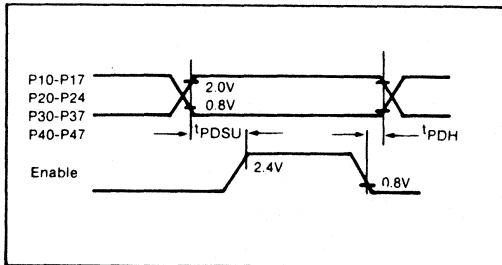 P10-P17
P20-P24
P30-P37
P40-P47
2.0V
0.8V
tPDSU
tPDH
Enable
2.4V
0.8V